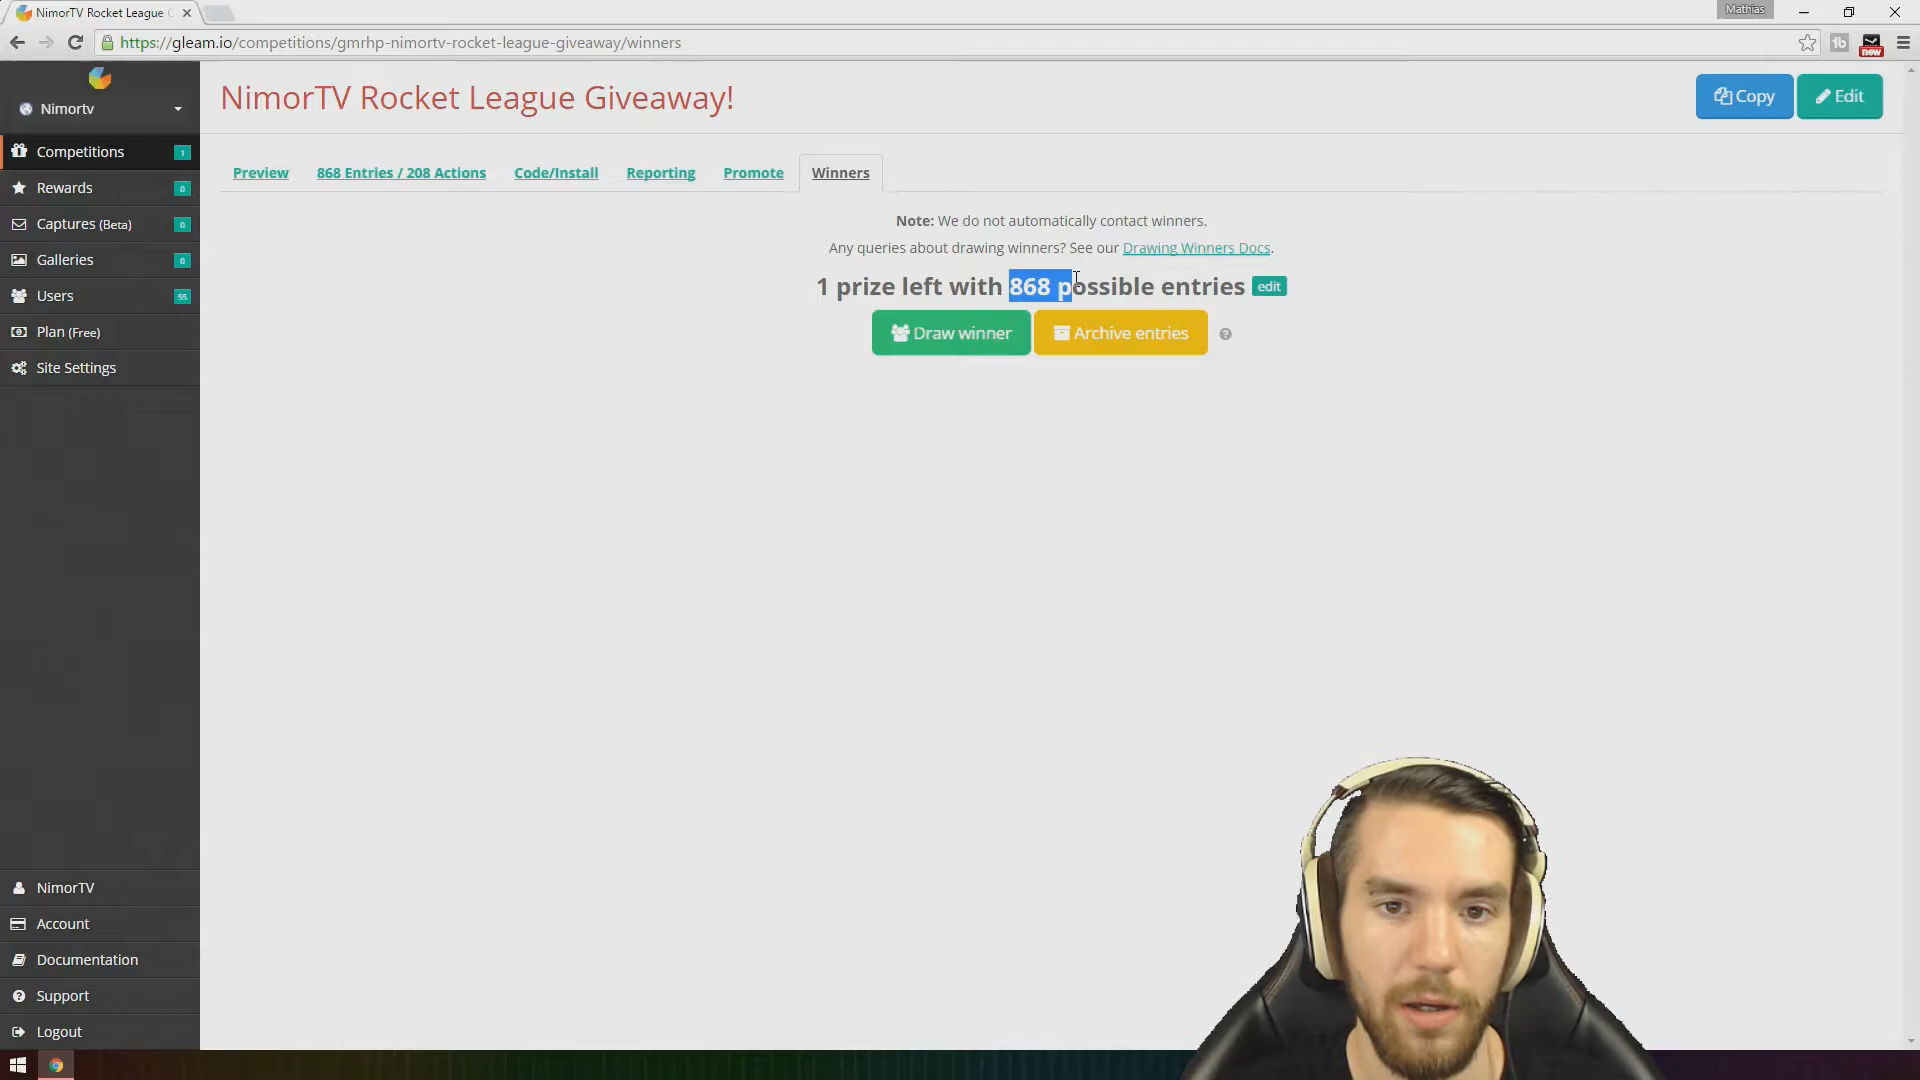 NimorTV Rocket League G
Mathias
https://gleam.io/competitions/gmrhp-nimortv-rocket-league-giveaway/winners
tb
new
Nimortv
NimorTV Rocket League Giveaway!
Copy
Edit
Competitions 1
Rewards 0
Captures (Beta) 0
Galleries 0
Users 55
Plan (Free)
Site Settings
Preview
868 Entries / 208 Actions
Code/Install
Reporting
Promote
Winners
Note: We do not automatically contact winners.
Any queries about drawing winners? See our Drawing Winners Docs.
1 prize left with 868 possible entries edit
Draw winner
Archive entries
?
NimorTV
Account
Documentation
Support
Logout